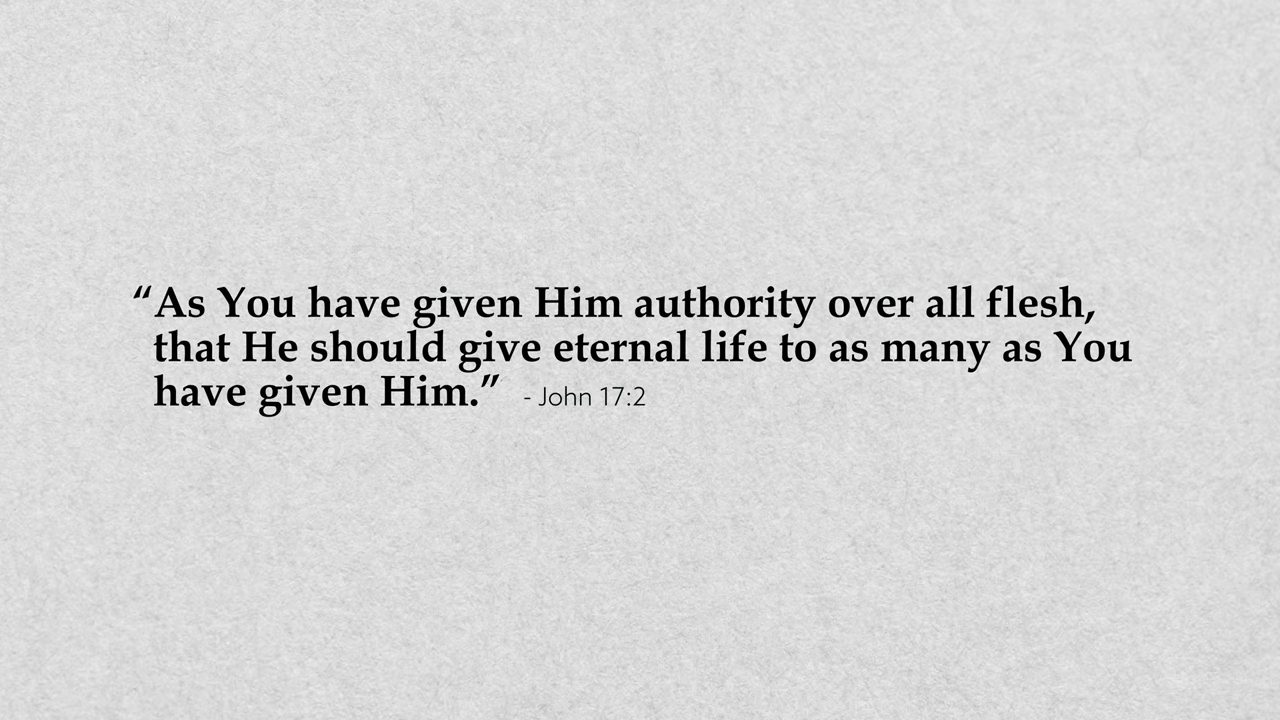 “As You have given Him authority over all flesh,
that He should give eternal life to as many as You
have given Him.” - John 17:2